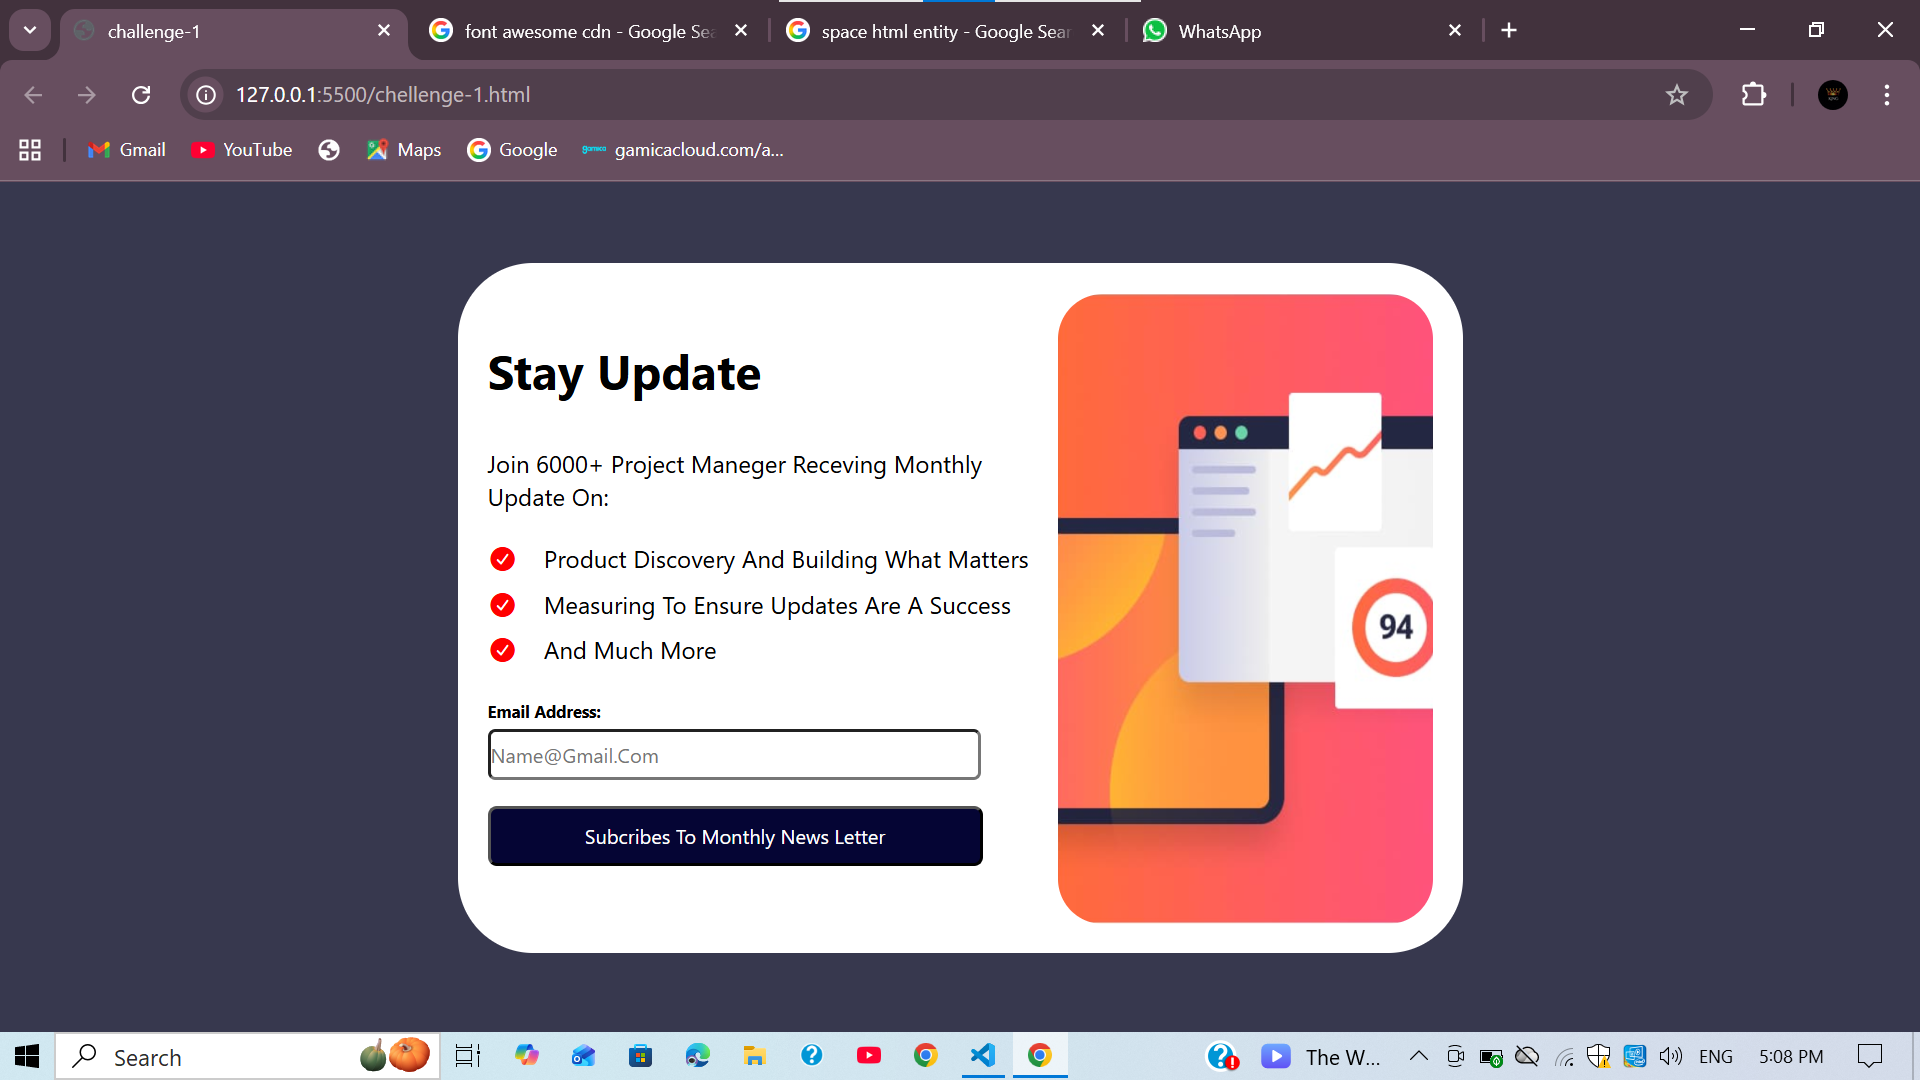 challenge-1
font awesome cdn - Google Sea
space html entity - Google Sear
WhatsApp
127.0.0.1:5500/chellenge-1.html
Gmail
YouTube
Maps
Google
gamica
gamicacloud.com/a...
Stay Update
Join 6000+ Project Maneger Receving Monthly
Update On:
Product Discovery And Building What Matters
Measuring To Ensure Updates Are A Success
And Much More
Email Address:
Name@Gmail.Com
Subcribes To Monthly News Letter
94
Search
The W...
ENG
5:08 PM